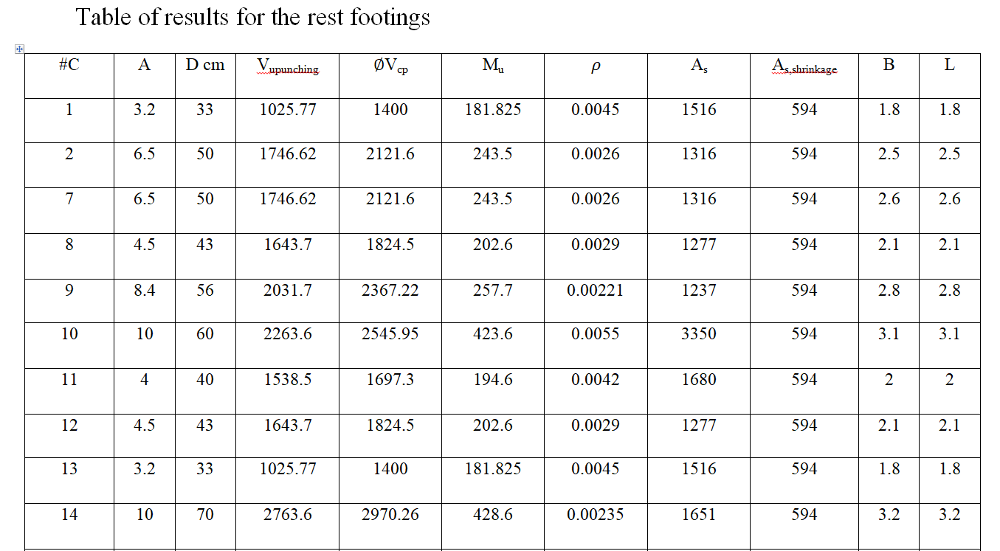 Table of results for the rest footings
#C A D cm Vupunching ØVcp Mu ρ As As,shrinkage B L
1 3.2 33 1025.77 1400 181.825 0.0045 1516 594 1.8 1.8
2 6.5 50 1746.62 2121.6 243.5 0.0026 1316 594 2.5 2.5
7 6.5 50 1746.62 2121.6 243.5 0.0026 1316 594 2.6 2.6
8 4.5 43 1643.7 1824.5 202.6 0.0029 1277 594 2.1 2.1
9 8.4 56 2031.7 2367.22 257.7 0.00221 1237 594 2.8 2.8
10 10 60 2263.6 2545.95 423.6 0.0055 3350 594 3.1 3.1
11 4 40 1538.5 1697.3 194.6 0.0042 1680 594 2 2
12 4.5 43 1643.7 1824.5 202.6 0.0029 1277 594 2.1 2.1
13 3.2 33 1025.77 1400 181.825 0.0045 1516 594 1.8 1.8
14 10 70 2763.6 2970.26 428.6 0.00235 1651 594 3.2 3.2